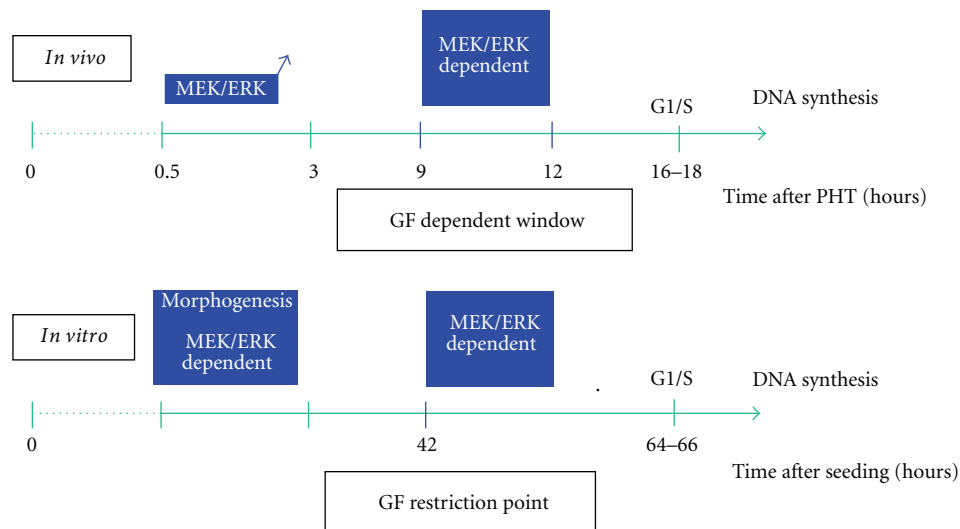 In vivo
MEK/ERK
MEK/ERK
dependent
G1/S
DNA synthesis
0
0.5
3
9
12
16–18
Time after PHT (hours)
GF dependent window
In vitro
Morphogenesis
MEK/ERK
dependent
MEK/ERK
dependent
G1/S
DNA synthesis
0
42
64–66
Time after seeding (hours)
GF restriction point